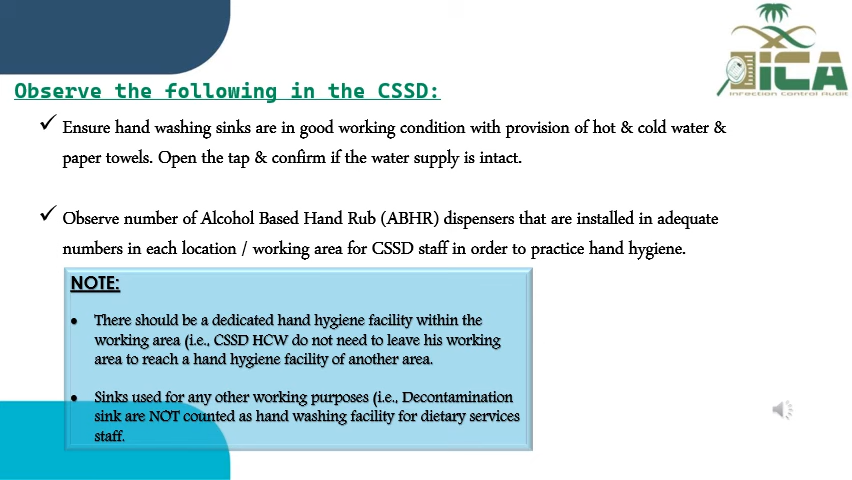 ICA
Infection Control Audit
Observe the following in the CSSD:
✓ Ensure hand washing sinks are in good working condition with provision of hot & cold water &
paper towels. Open the tap & confirm if the water supply is intact.
✓ Observe number of Alcohol Based Hand Rub (ABHR) dispensers that are installed in adequate
numbers in each location / working area for CSSD staff in order to practice hand hygiene.
NOTE:
• There should be a dedicated hand hygiene facility within the
working area (i.e., CSSD HCW do not need to leave his working
area to reach a hand hygiene facility of another area.
• Sinks used for any other working purposes (i.e., Decontamination
sink are NOT counted as hand washing facility for dietary services
staff.